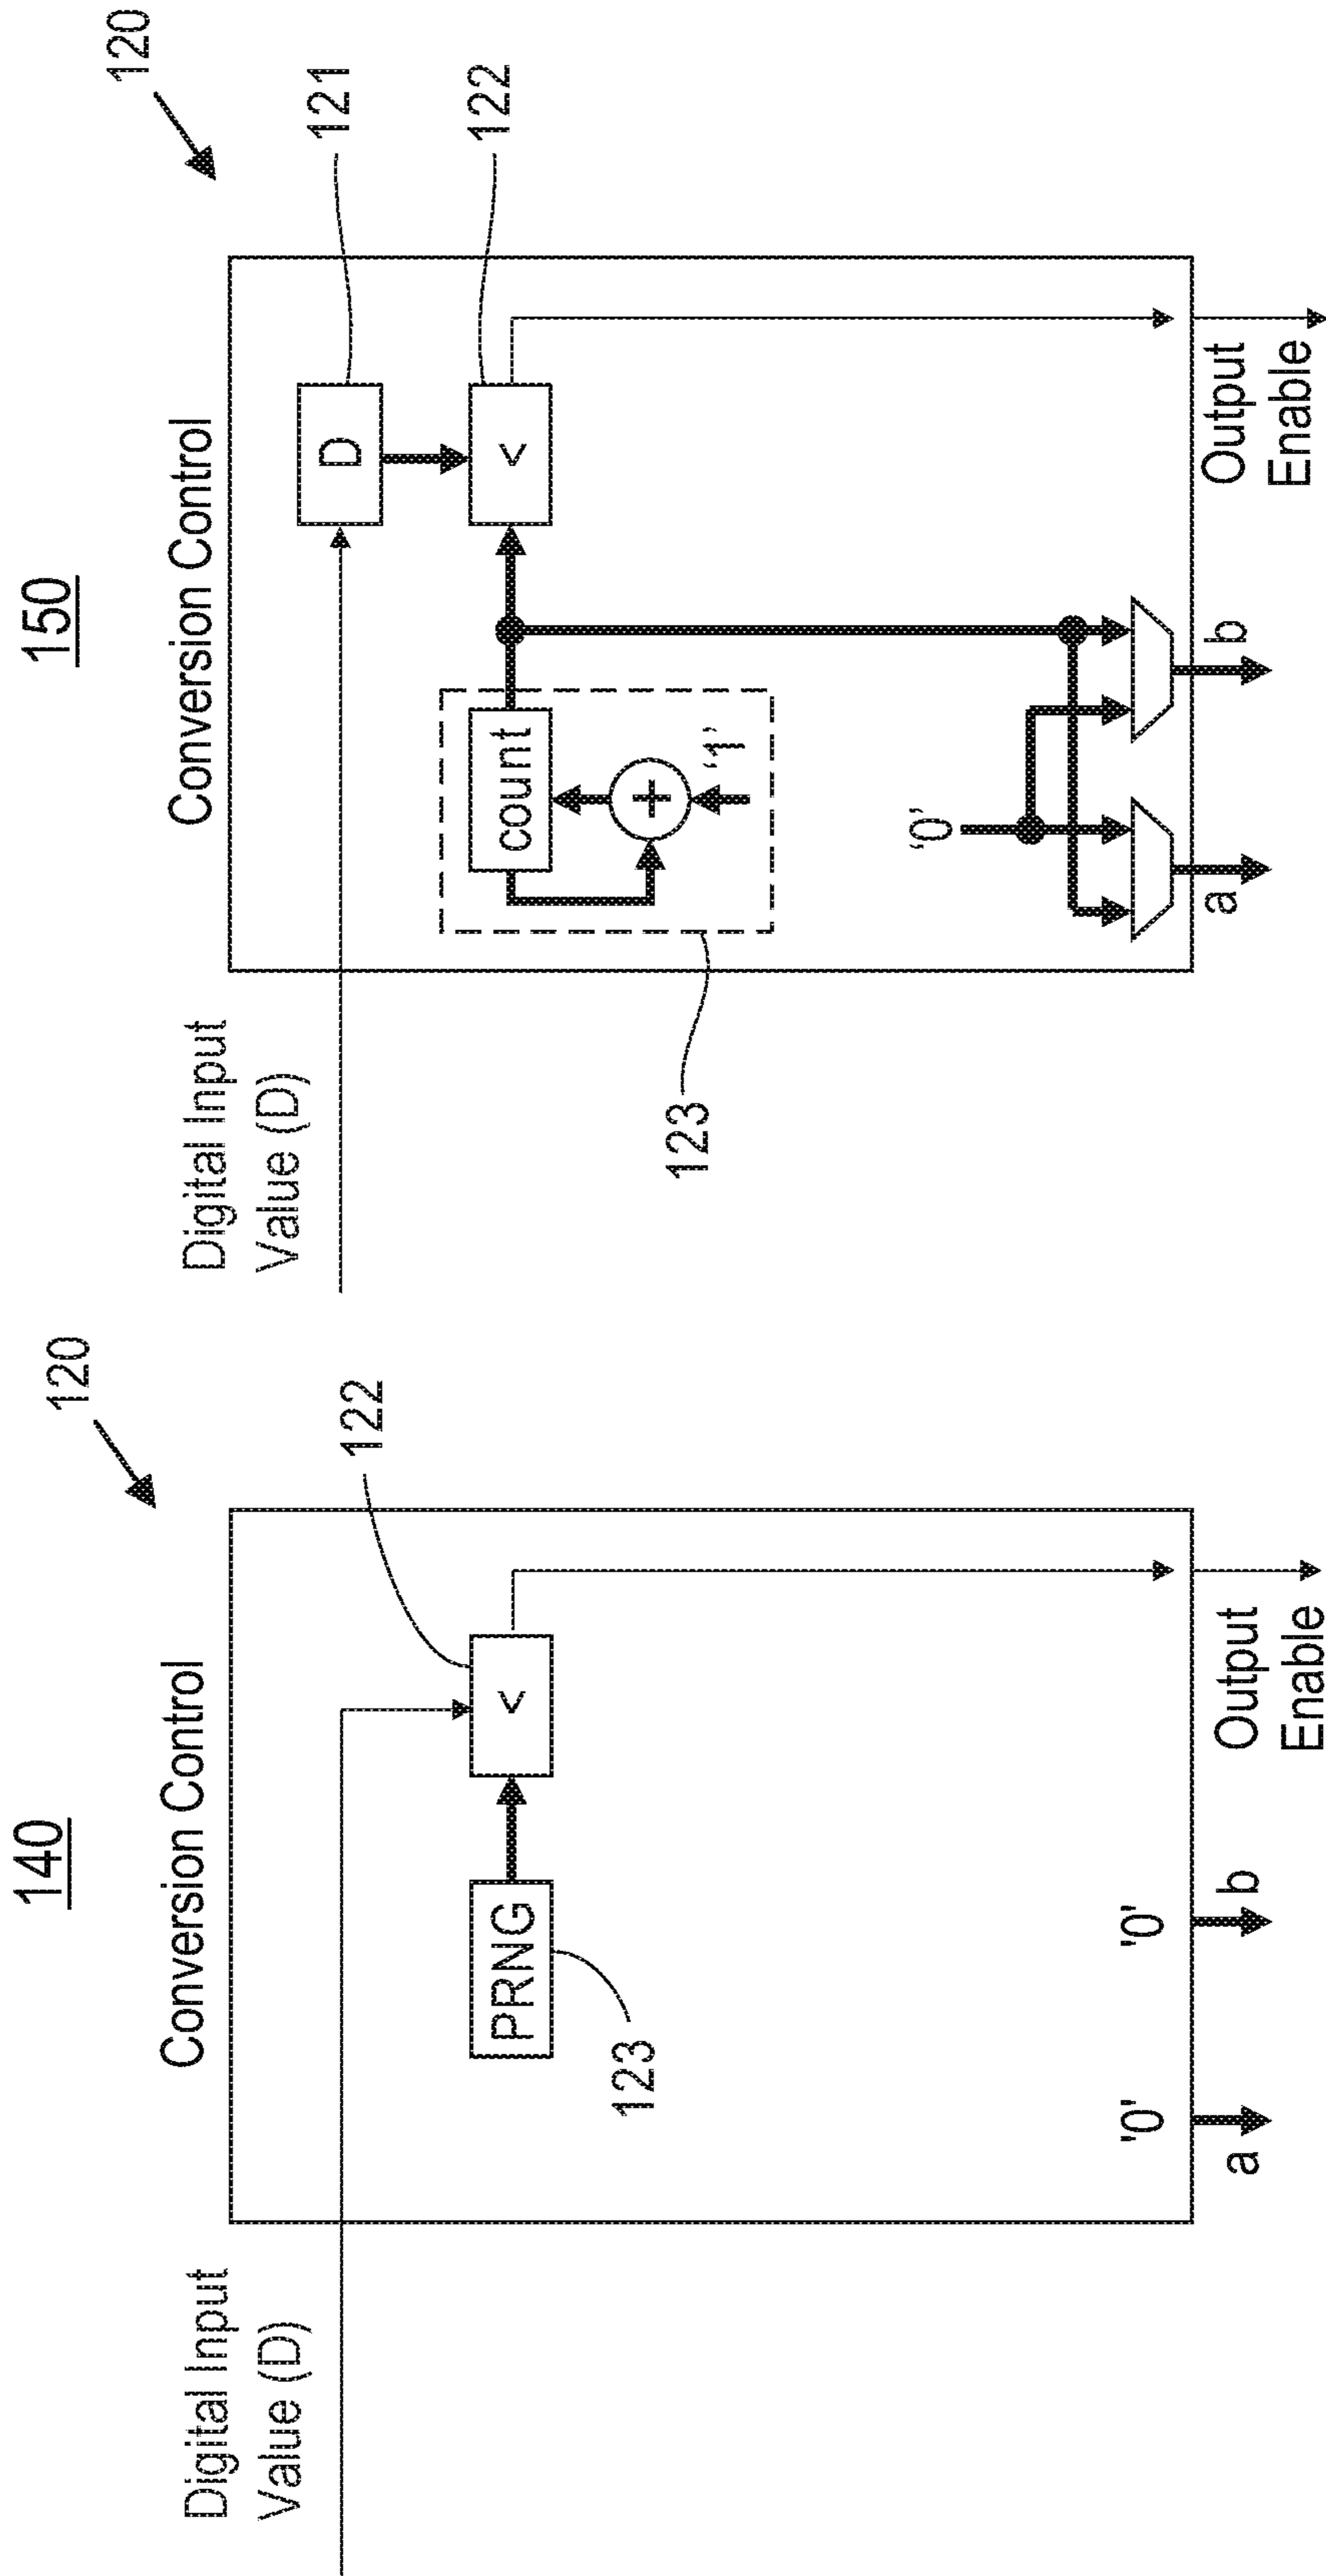 140
120
Conversion Control
Digital Input
Value (D)
122
<
PRNG
123
'0'
'0'
a
b
Output
Enable
150
120
Conversion Control
Digital Input
Value (D)
121
D
122
<
count
+
'1'
123
'0'
a
b
Output
Enable